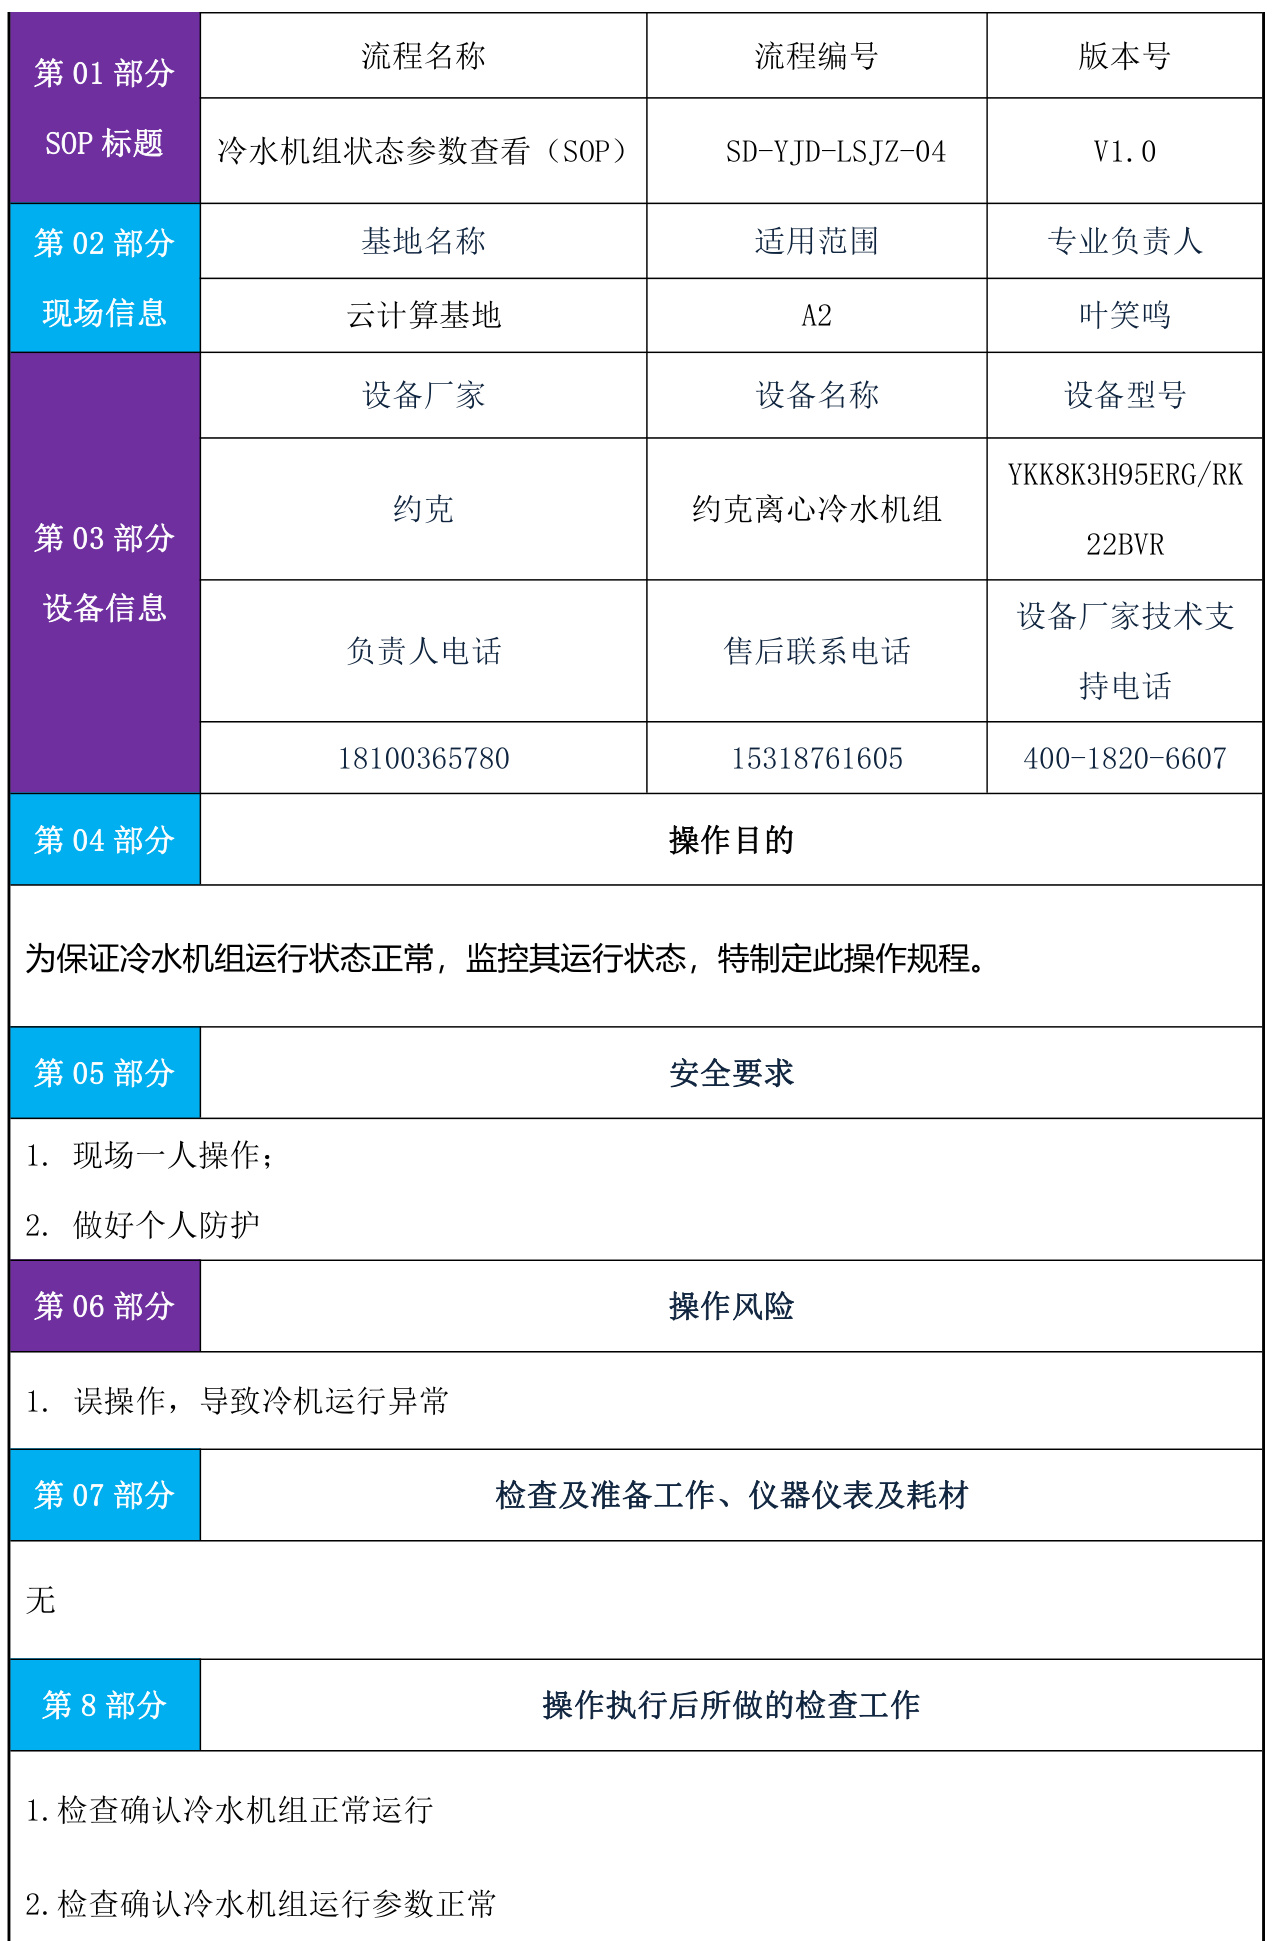 第 01 部分
SOP 标题
流程名称
流程编号
版本号
冷水机组状态参数查看（SOP）
SD-YJD-LSJZ-04
V1.0
第 02 部分
现场信息
基地名称
适用范围
专业负责人
云计算基地
A2
叶笑鸣
第 03 部分
设备信息
设备厂家
设备名称
设备型号
约克
约克离心冷水机组
YKK8K3H95ERG/RK
22BVR
负责人电话
售后联系电话
设备厂家技术支
持电话
18100365780
15318761605
400-1820-6607
第 04 部分
操作目的
为保证冷水机组运行状态正常，监控其运行状态，特制定此操作规程。
第 05 部分
安全要求
1. 现场一人操作；
2. 做好个人防护
第 06 部分
操作风险
1. 误操作，导致冷机运行异常
第 07 部分
检查及准备工作、仪器仪表及耗材
无
第 8 部分
操作执行后所做的检查工作
1.检查确认冷水机组正常运行
2.检查确认冷水机组运行参数正常